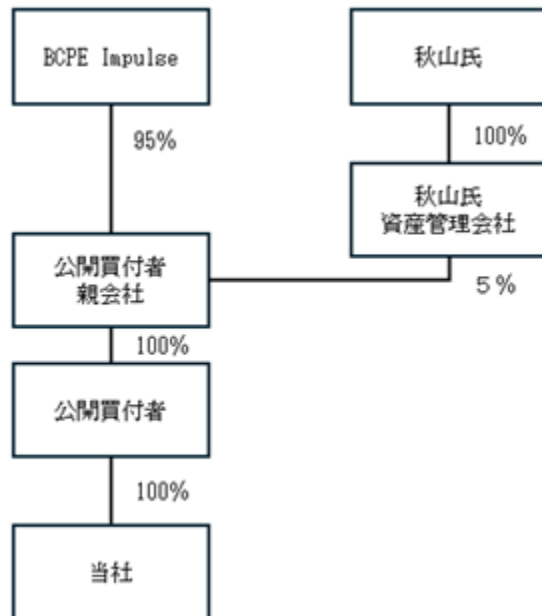 BCPE Impulse
秋山氏
95%
100%
秋山氏
資産管理会社
公開買付者
親会社
5%
100%
公開買付者
100%
当社